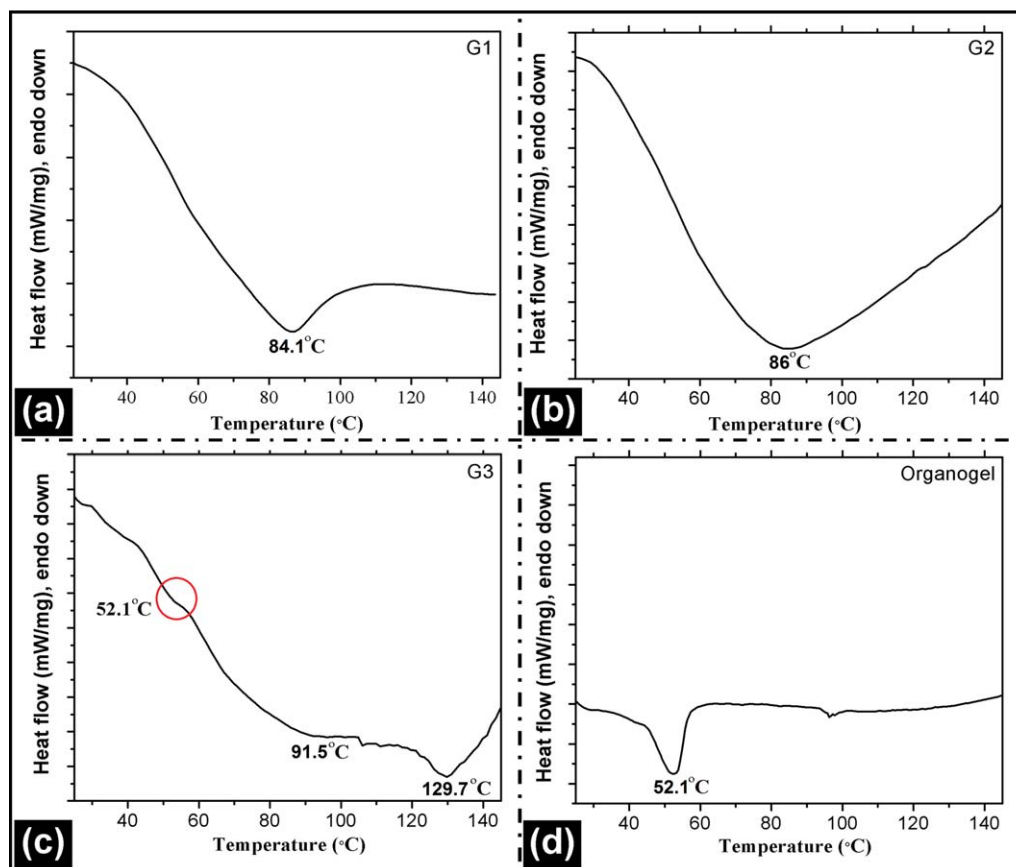 G1
Heat flow (mW/mg), endo down
84.1°C
40 60 80 100 120 140
Temperature (°C)
(a)
G2
Heat flow (mW/mg), endo down
86°C
40 60 80 100 120 140
Temperature (°C)
(b)
G3
Heat flow (mW/mg), endo down
52.1°C
91.5°C
129.7°C
40 60 80 100 120 140
Temperature (°C)
(c)
Organogel
Heat flow (mW/mg), endo down
52.1°C
40 60 80 100 120 140
Temperature (°C)
(d)